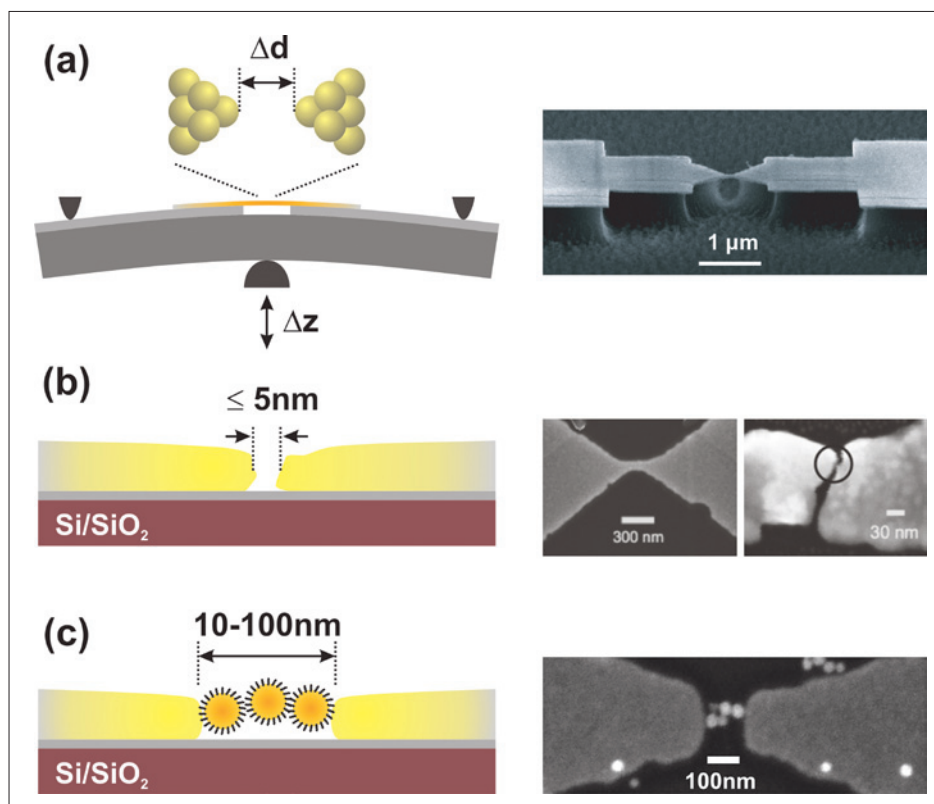 (a)
Δd
Δz
1 μm
(b)
≤ 5nm
Si/SiO₂
300 nm
30 nm
(c)
10-100nm
Si/SiO₂
100nm